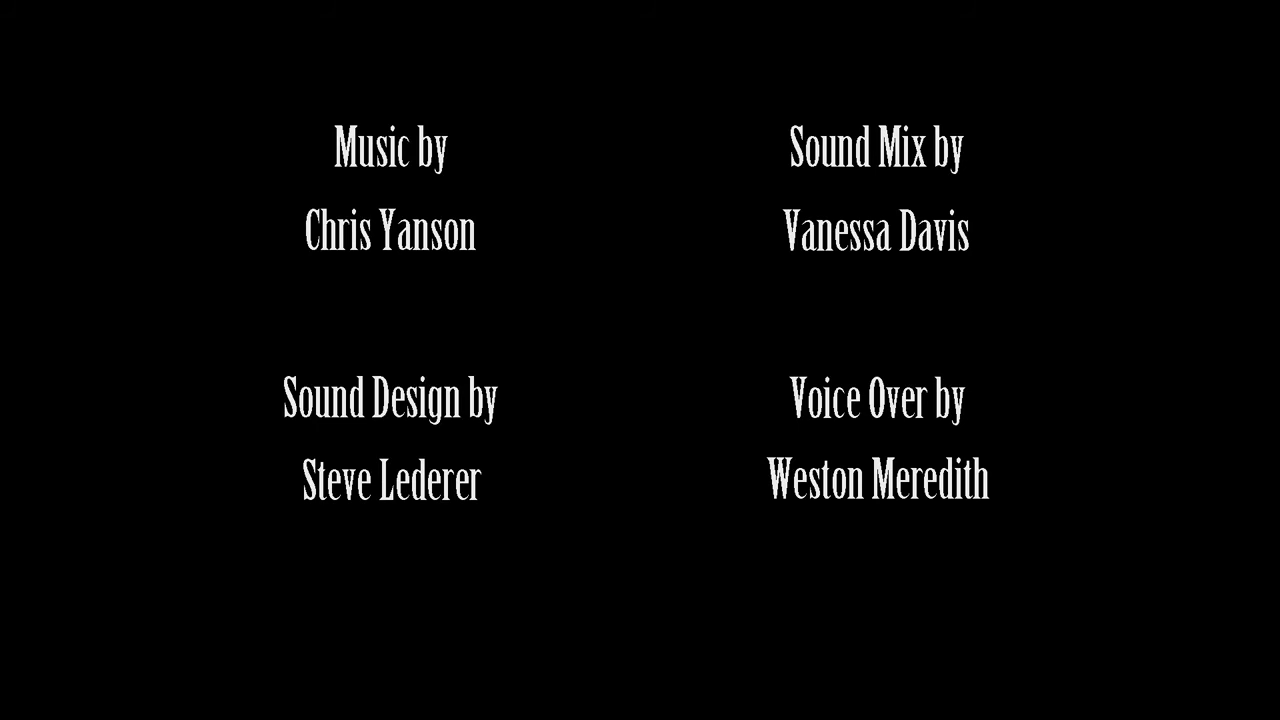 Music by
Chris Yanson
Sound Mix by
Vanessa Davis
Sound Design by
Steve Lederer
Voice Over by
Weston Meredith